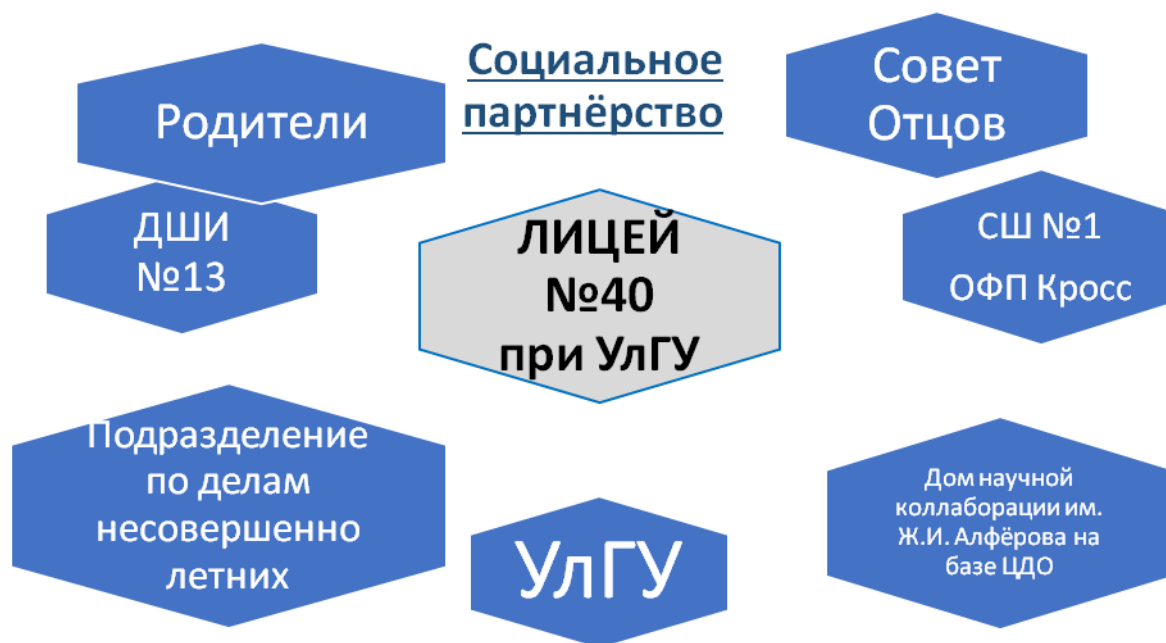 Социальное
партнёрство
Родители
Совет
Отцов
ДШИ
№13
ЛИЦЕЙ
№40
при УлГУ
СШ №1
ОФП Кросс
Подразделение
по делам
несовершенно
летних
УлГУ
Дом научной
коллаборации им.
Ж.И. Алфёрова на
базе ЦДО